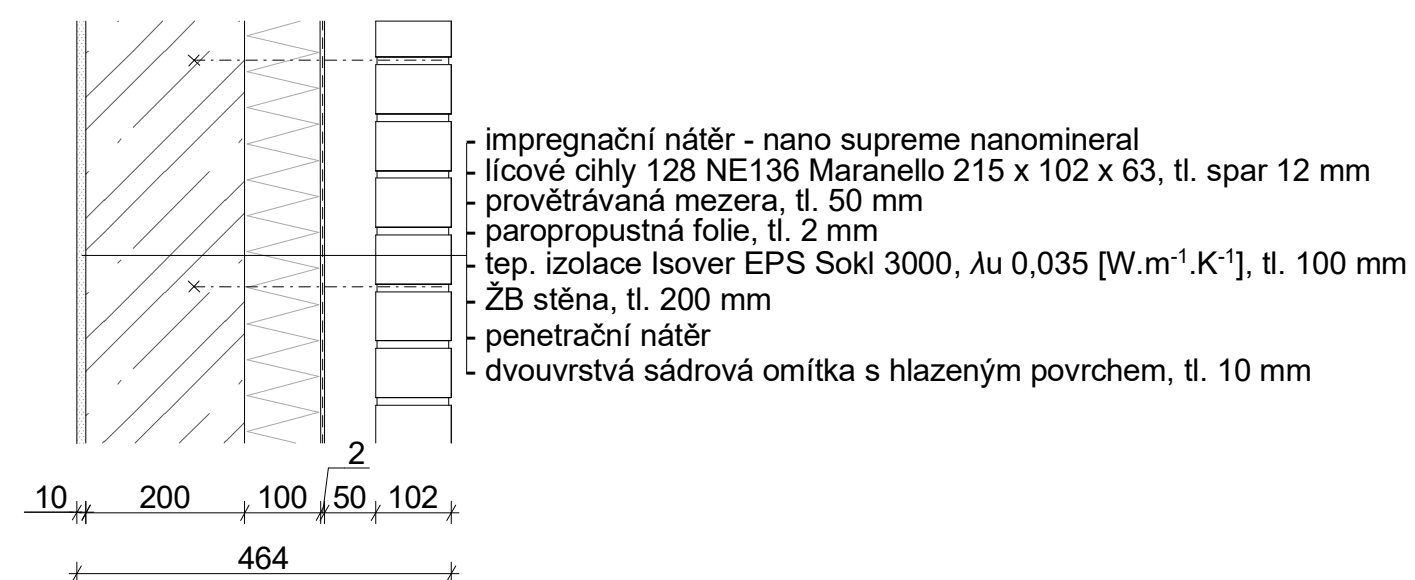 - impregnační nátěr - nano supreme nanomineral
- lícové cihly 128 NE136 Maranello 215 x 102 x 63, tl. spar 12 mm
- provětrávaná mezera, tl. 50 mm
- paropropustná folie, tl. 2 mm
- tep. izolace Isover EPS Sokl 3000, λu 0,035 [W.m⁻¹.K⁻¹], tl. 100 mm
- ŽB stěna, tl. 200 mm
- penetrační nátěr
- dvouvrstvá sádrová omítka s hlazeným povrchem, tl. 10 mm
2
10 200 100 50 102
464